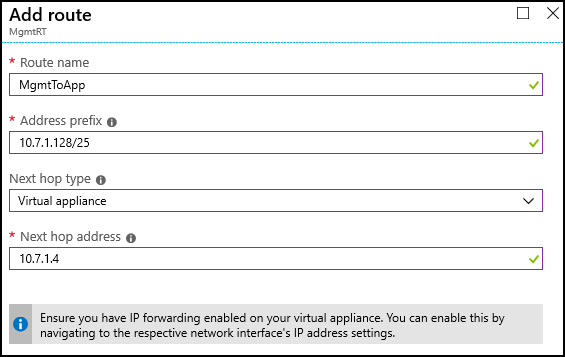 Add route
MgmtRT
* Route name
MgmtToApp
* Address prefix
10.7.1.128/25
Next hop type
Virtual appliance
* Next hop address
10.7.1.4
Ensure you have IP forwarding enabled on your virtual appliance. You can enable this by
navigating to the respective network interface's IP address settings.